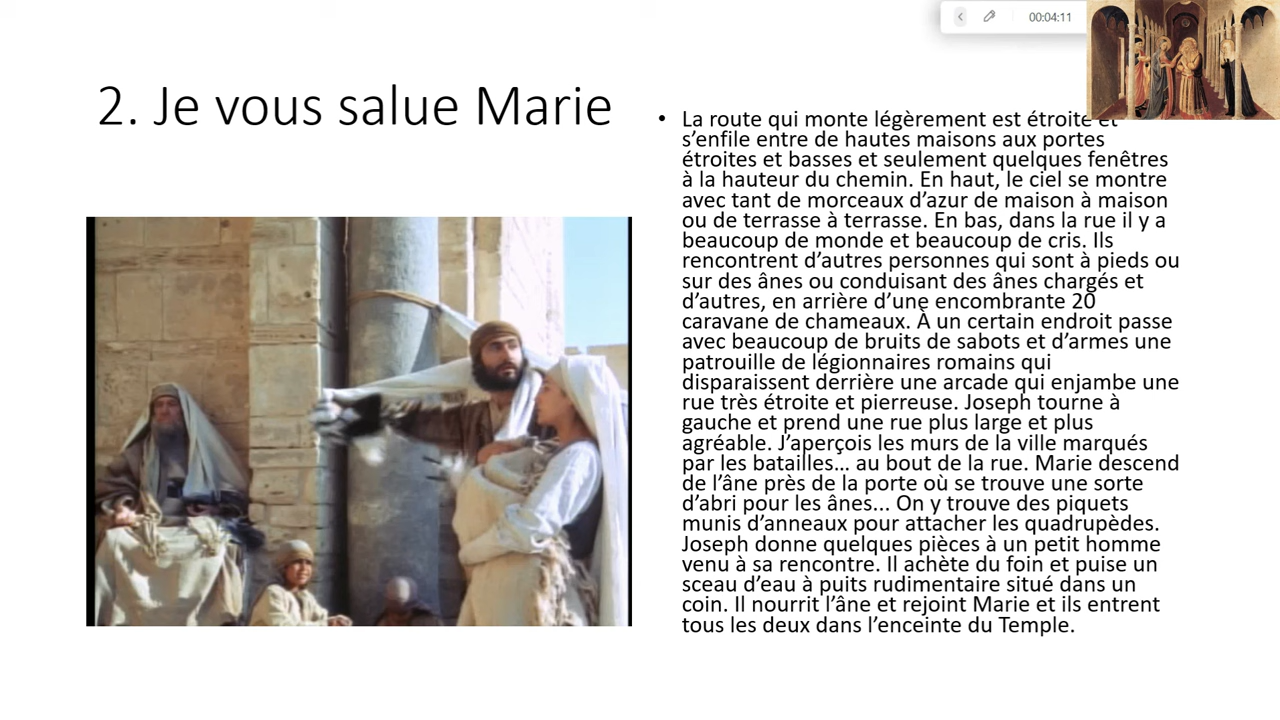 00:04:11
2. Je vous salue Marie
• La route qui monte légèrement est étroite et
s’enfile entre de hautes maisons aux portes
étroites et basses et seulement quelques fenêtres
à la hauteur du chemin. En haut, le ciel se montre
avec tant de morceaux d’azur de maison à maison
ou de terrasse à terrasse. En bas, dans la rue il y a
beaucoup de monde et beaucoup de cris. Ils
rencontrent d’autres personnes qui sont à pieds ou
sur des ânes ou conduisant des ânes chargés et
d’autres, en arrière d’une encombrante 20
caravane de chameaux. À un certain endroit passe
avec beaucoup de bruits de sabots et d’armes une
patrouille de légionnaires romains qui
disparaissent derrière une arcade qui enjambe une
rue très étroite et pierreuse. Joseph tourne à
gauche et prend une rue plus large et plus
agréable. J’aperçois les murs de la ville marqués
par les batailles… au bout de la rue. Marie descend
de l’âne près de la porte où se trouve une sorte
d’abri pour les ânes... On y trouve des piquets
munis d’anneaux pour attacher les quadrupèdes.
Joseph donne quelques pièces à un petit homme
venu à sa rencontre. Il achète du foin et puise un
sceau d’eau à puits rudimentaire situé dans un
coin. Il nourrit l’âne et rejoint Marie et ils entrent
tous les deux dans l’enceinte du Temple.